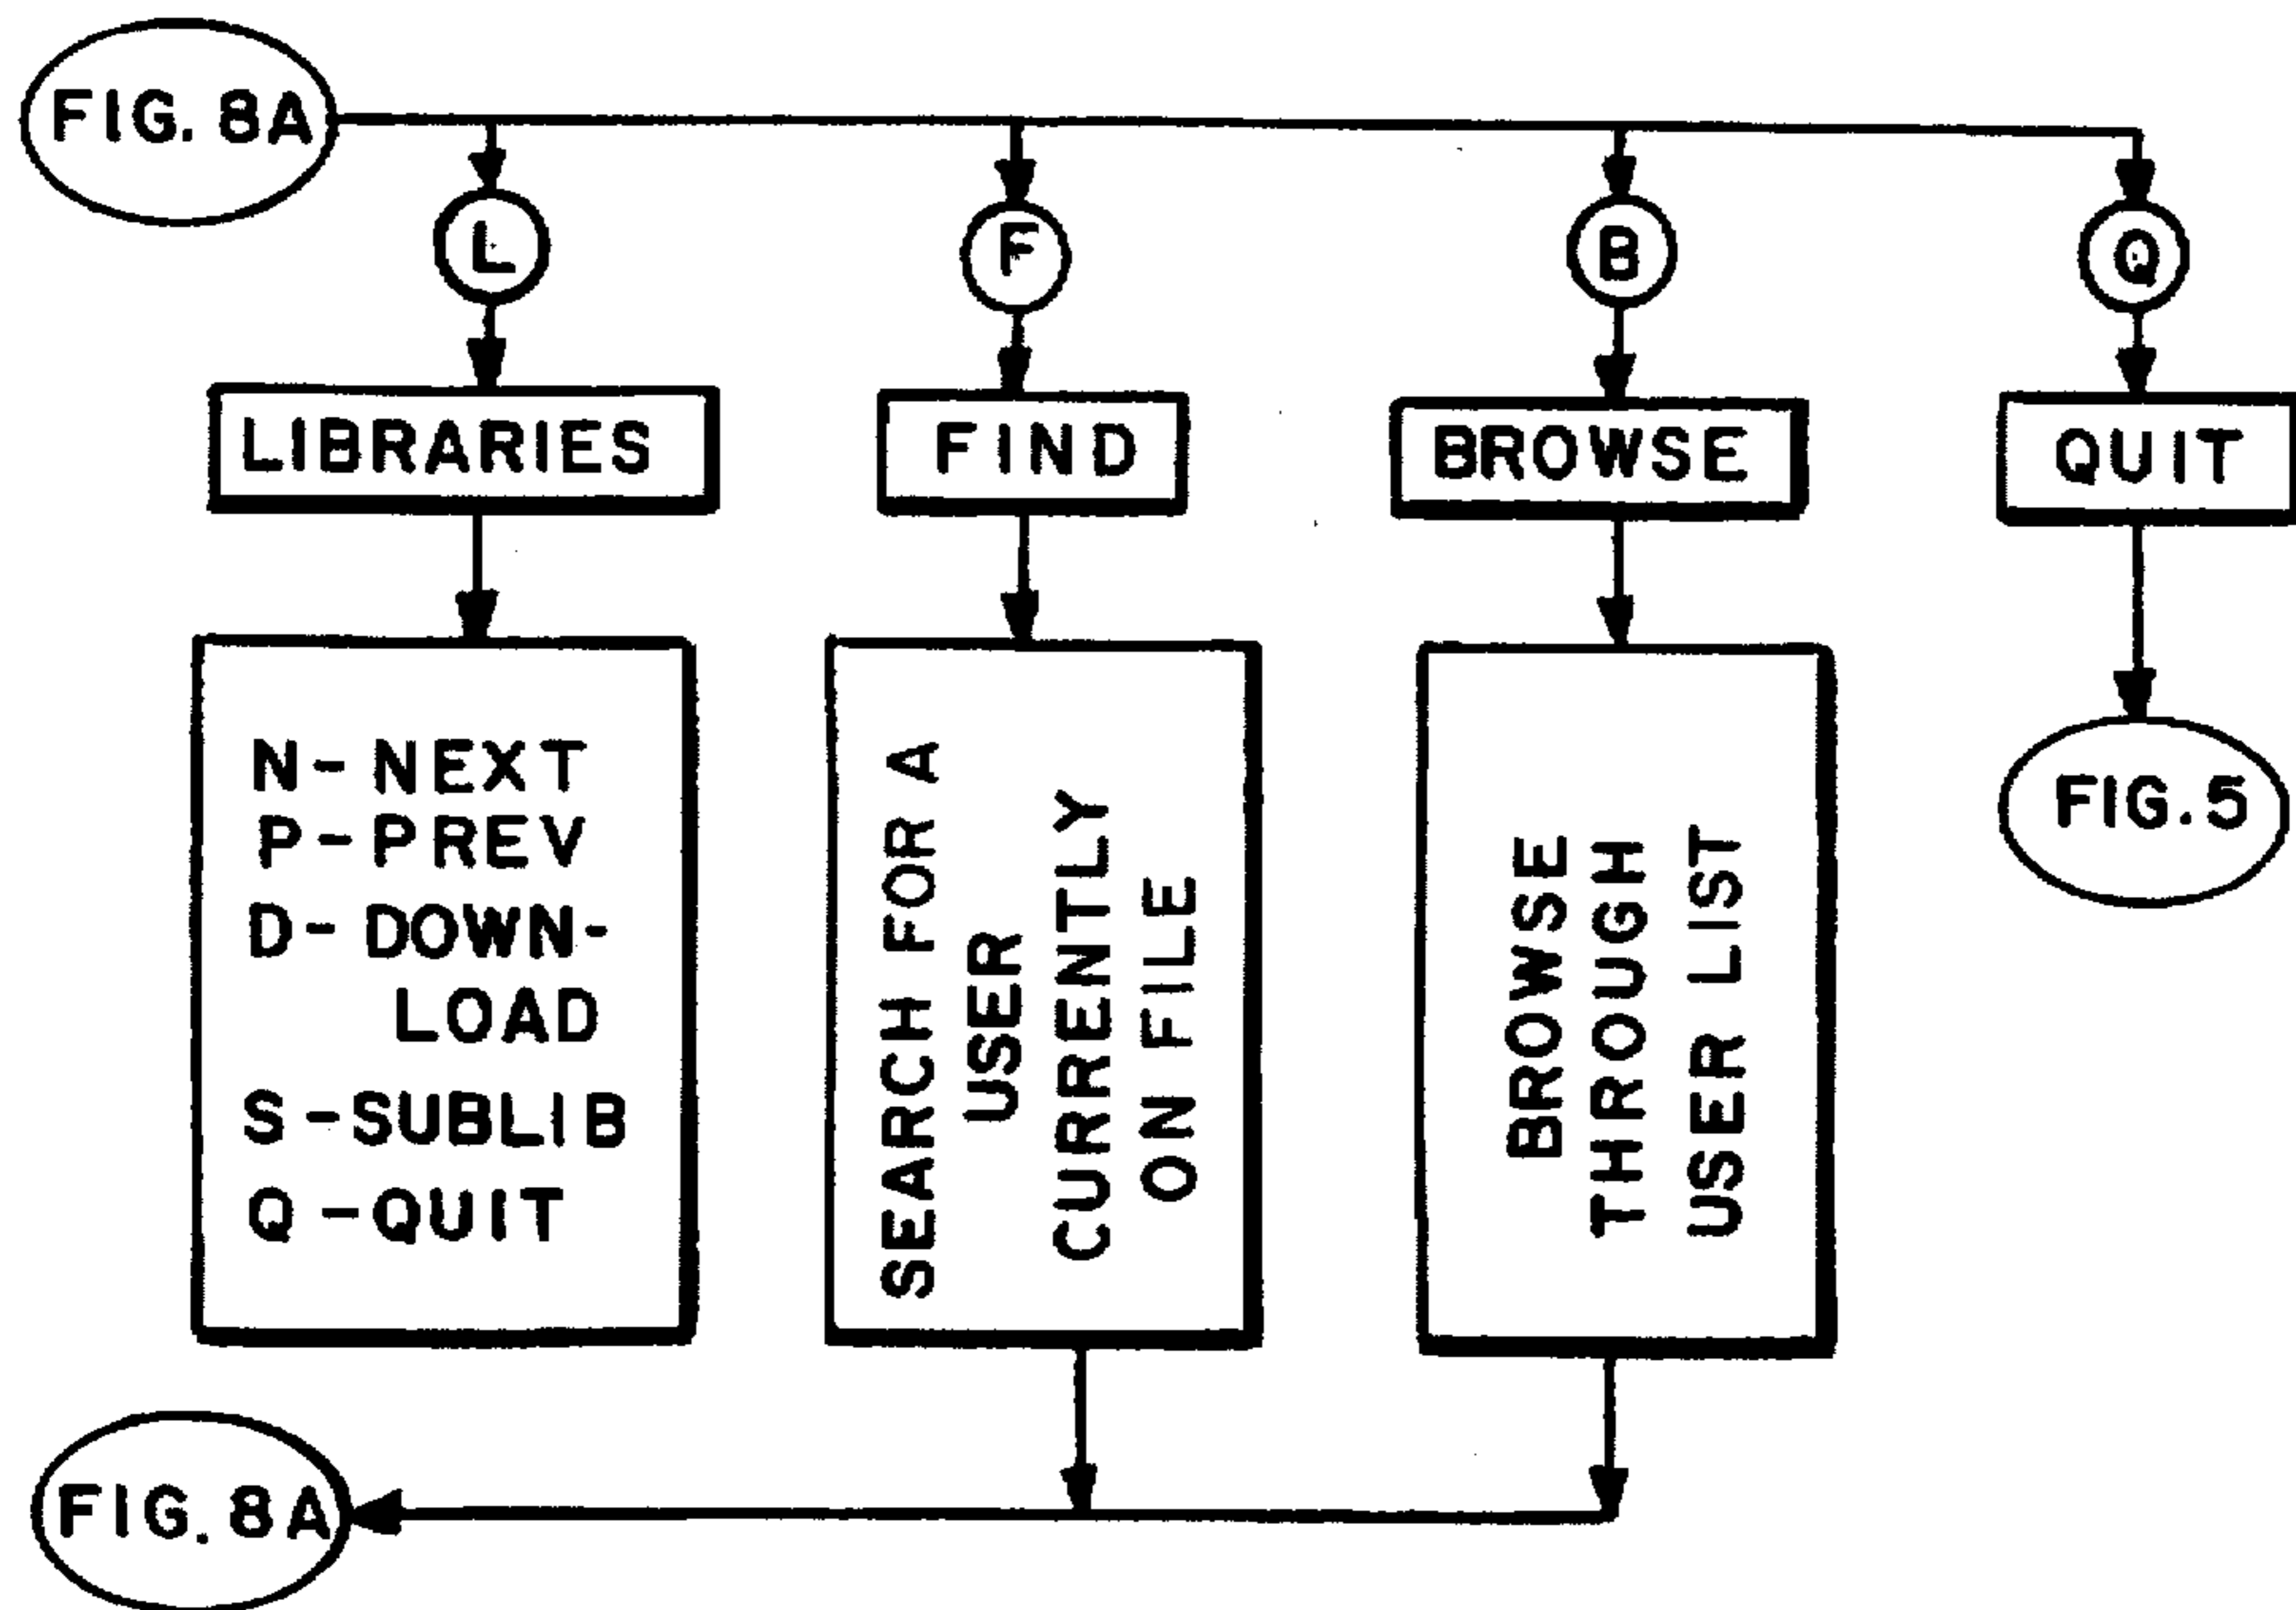 FIG. 8A
L
F
B
Q
LIBRARIES
FIND
BROWSE
QUIT
N-NEXT
P-PREV
D-DOWN-
LOAD
S-SUBLIB
Q-QUIT
SEARCH FOR A
USER
CURRENTLY
ON FILE
BROWSE
THROUGH
USER LIST
FIG. 5
FIG. 8A